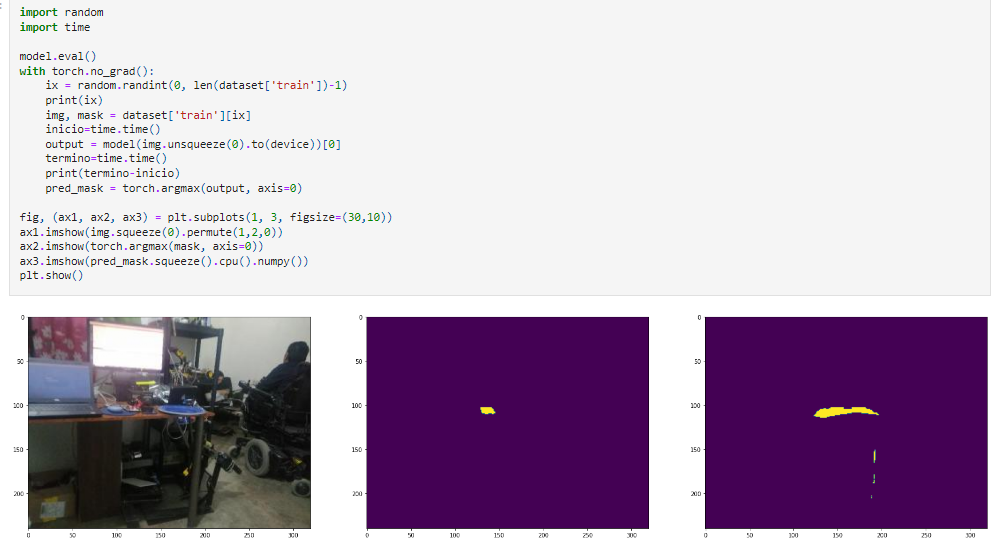 import random
import time
model.eval()
with torch.no_grad():
    ix = random.randint(0, len(dataset['train'])-1)
    print(ix)
    img, mask = dataset['train'][ix]
    inicio=time.time()
    output = model(img.unsqueeze(0).to(device))[0]
    termino=time.time()
    print(termino-inicio)
    pred_mask = torch.argmax(output, axis=0)
fig, (ax1, ax2, ax3) = plt.subplots(1, 3, figsize=(30,10))
ax1.imshow(img.squeeze(0).permute(1,2,0))
ax2.imshow(torch.argmax(mask, axis=0))
ax3.imshow(pred_mask.squeeze().cpu().numpy())
plt.show()
0 0 0
50 50 50
100 100 100
150 150 150
200 200 200
0 50 100 150 200 250 300 0 50 100 150 200 250 300 0 50 100 150 200 250 300